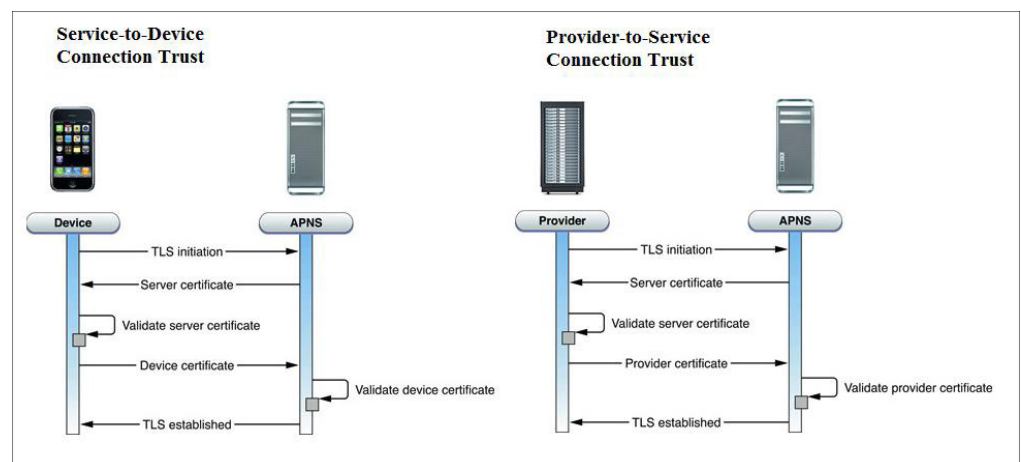 Service-to-Device
Connection Trust
Device
APNS
TLS initiation
Server certificate
Validate server certificate
Device certificate
Validate device certificate
TLS established
Provider-to-Service
Connection Trust
Provider
APNS
TLS initiation
Server certificate
Validate server certificate
Provider certificate
Validate provider certificate
TLS established